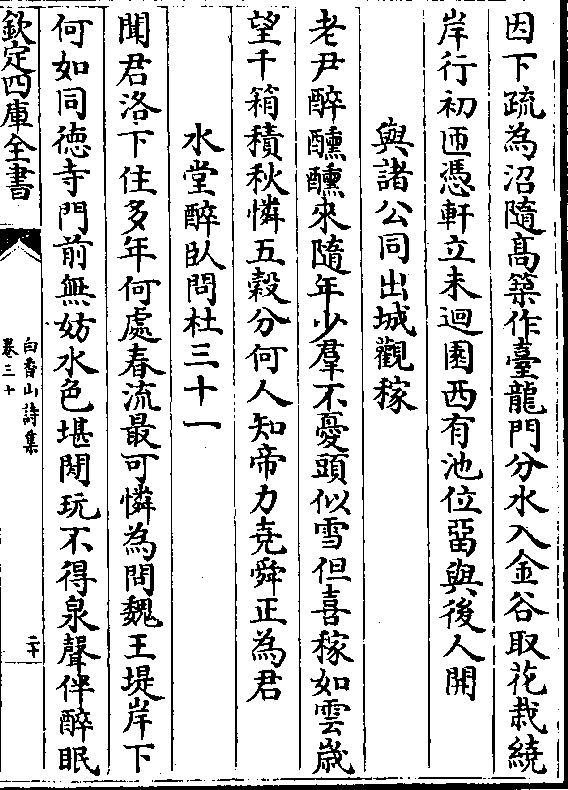 因下疏為沼隨髙築作臺龍門分水入金谷取花栽繞
岸行初匝憑軒立未迴園西有池位留與後人開
與諸公同出城觀稼
老尹醉醺醺來隨年少羣不憂頭似雪但喜稼如雲歳
望千箱積秋憐五穀分何人知帝力堯舜正為君
水堂醉臥問杜三十一
聞君洛下住多年何處春流最可憐為問魏王堤岸下
何如同徳寺門前無妨水色堪閒玩不得泉聲伴醉眠
欽定四庫全書
白香山詩集
卷三十
二十